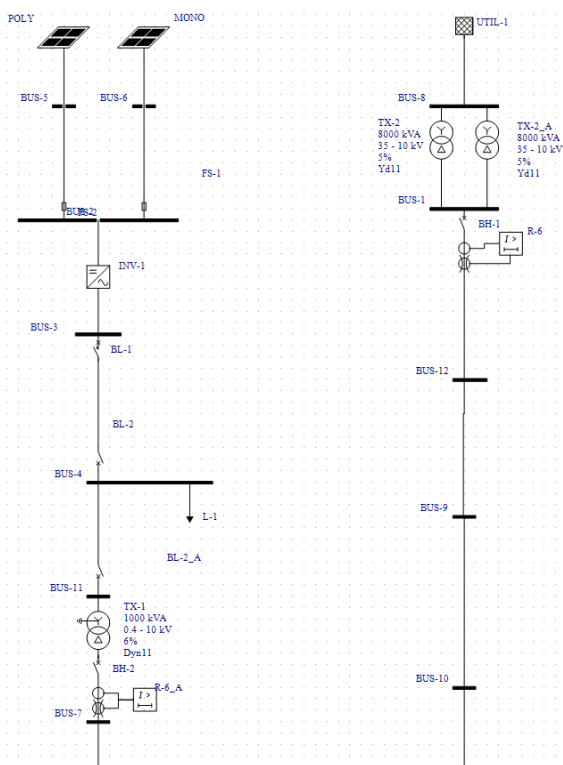 POLY
MONO
UTIL-1
BUS-5
BUS-6
BUS-8
TX-2
8000 kVA
35 - 10 kV
5%
Yd11
TX-2_A
8000 kVA
35 - 10 kV
5%
Yd11
FS-1
BUS-1
FS-2
BH-1
R-6
I >
INV-1
BUS-3
BL-1
BUS-12
BL-2
BUS-4
L-1
BUS-9
BL-2_A
BUS-11
TX-1
1000 kVA
0.4 - 10 kV
6%
Dyn11
BH-2
R-6_A
I >
BUS-10
BUS-7